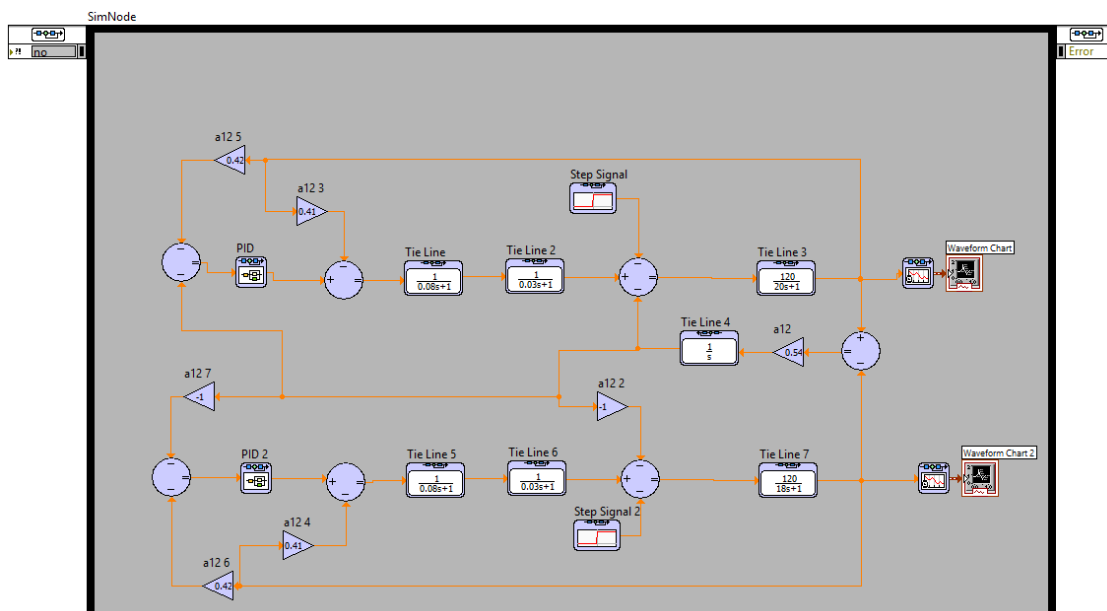 SimNode
?! no
Error
a12 5
0.42
a12 3
0.41
Step Signal
PID
Tie Line
1
0.08s+1
Tie Line 2
1
0.03s+1
Tie Line 3
120
20s+1
Waveform Chart
Tie Line 4
1
s
a12
0.54
a12 7
-1
a12 2
-1
PID 2
Tie Line 5
1
0.08s+1
Tie Line 6
1
0.03s+1
Tie Line 7
120
18s+1
Waveform Chart 2
Step Signal 2
a12 4
0.41
a12 6
0.42